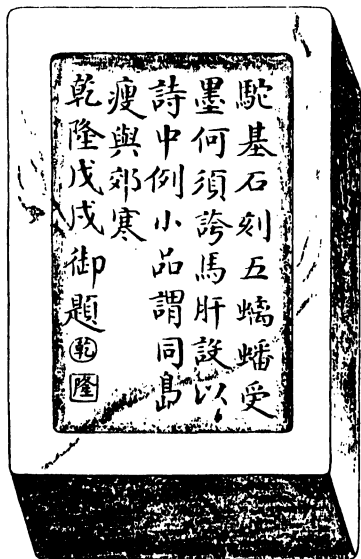 駝基石刻五螭蟠受
墨何須誇馬肝設以
詩中例小品謂同島
瘦與郊寒
乾隆戊戌御題
乾
隆